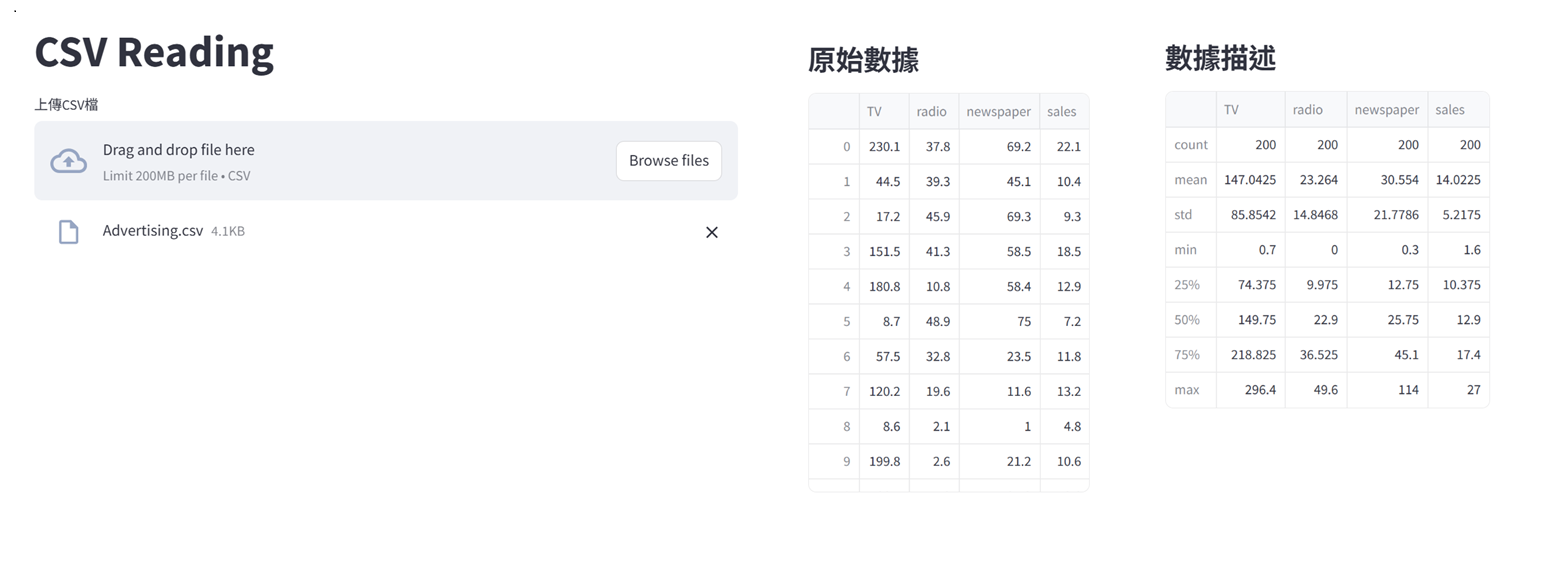 .
CSV Reading
上傳CSV檔
Drag and drop file here
Limit 200MB per file • CSV
Browse files
Advertising.csv 4.1KB
原始數據
TV radio newspaper sales
0 230.1 37.8 69.2 22.1
1 44.5 39.3 45.1 10.4
2 17.2 45.9 69.3 9.3
3 151.5 41.3 58.5 18.5
4 180.8 10.8 58.4 12.9
5 8.7 48.9 75 7.2
6 57.5 32.8 23.5 11.8
7 120.2 19.6 11.6 13.2
8 8.6 2.1 1 4.8
9 199.8 2.6 21.2 10.6
數據描述
TV radio newspaper sales
count 200 200 200 200
mean 147.0425 23.264 30.554 14.0225
std 85.8542 14.8468 21.7786 5.2175
min 0.7 0 0.3 1.6
25% 74.375 9.975 12.75 10.375
50% 149.75 22.9 25.75 12.9
75% 218.825 36.525 45.1 17.4
max 296.4 49.6 114 27